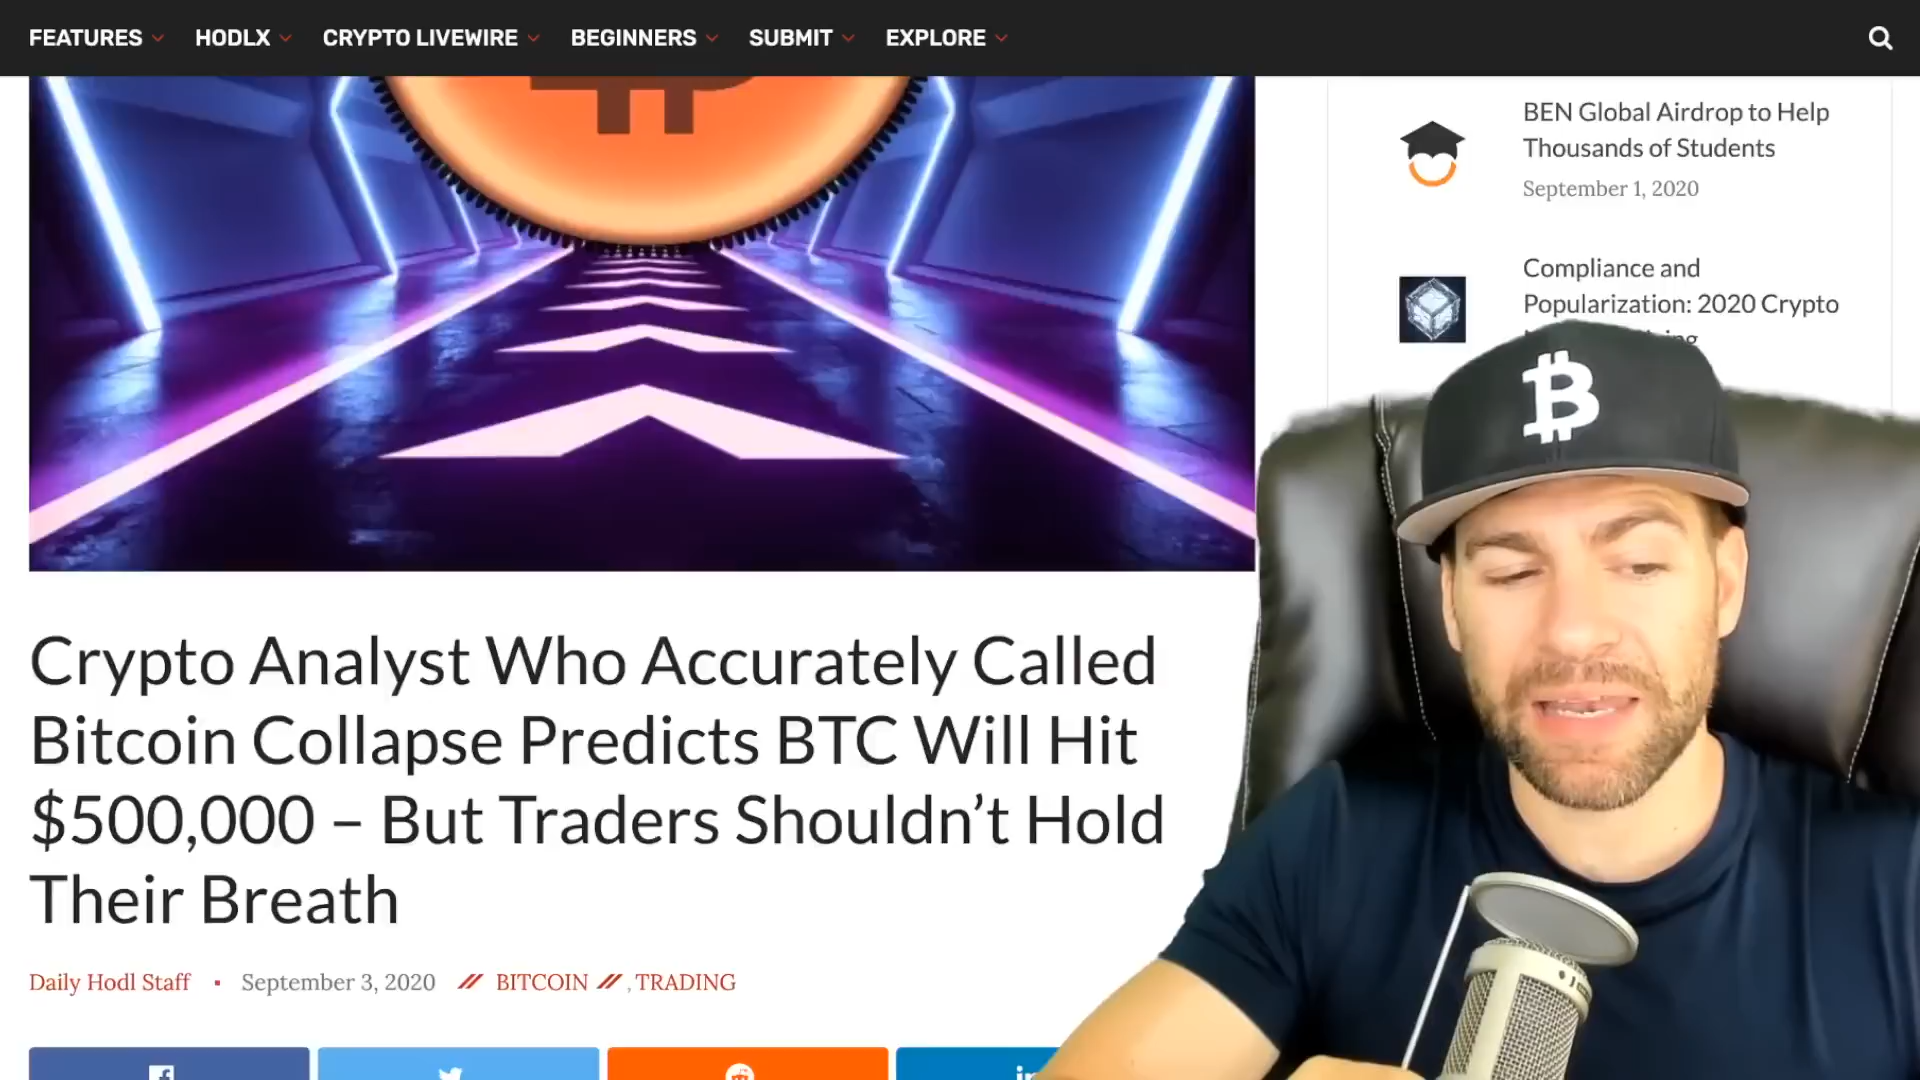 FEATURES HODLX CRYPTO LIVEWIRE BEGINNERS SUBMIT EXPLORE
BEN Global Airdrop to Help
Thousands of Students
September 1, 2020
Compliance and
Popularization: 2020 Crypto
Crypto Analyst Who Accurately Called
Bitcoin Collapse Predicts BTC Will Hit
$500,000 – But Traders Shouldn’t Hold
Their Breath
Daily Hodl Staff · September 3, 2020 // BITCOIN // , TRADING